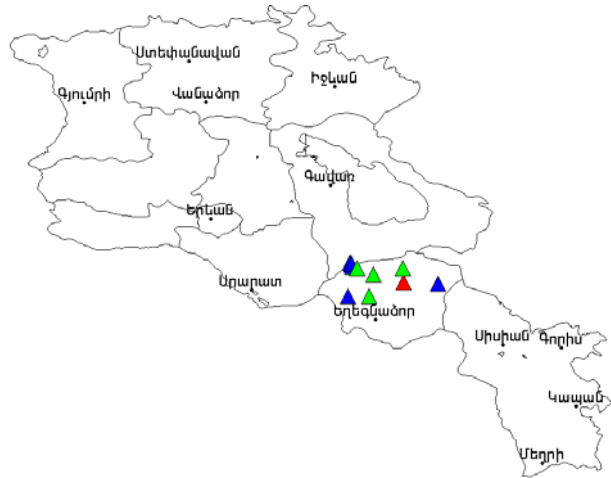 Ստեփանավան
Իջևան
Գյումրի
Վանաձոր
Գավառ
Երևան
Արարատ
Եղեգնաձոր
Սիսիան
Գորիս
Կապան
Մեղրի